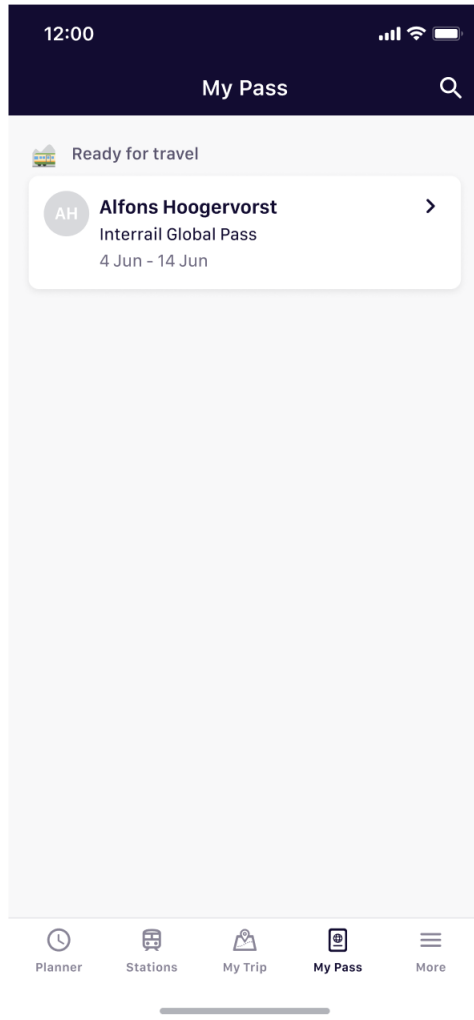 12:00
My Pass
Ready for travel
AH
Alfons Hoogervorst
Interrail Global Pass
4 Jun - 14 Jun
Planner
Stations
My Trip
My Pass
More